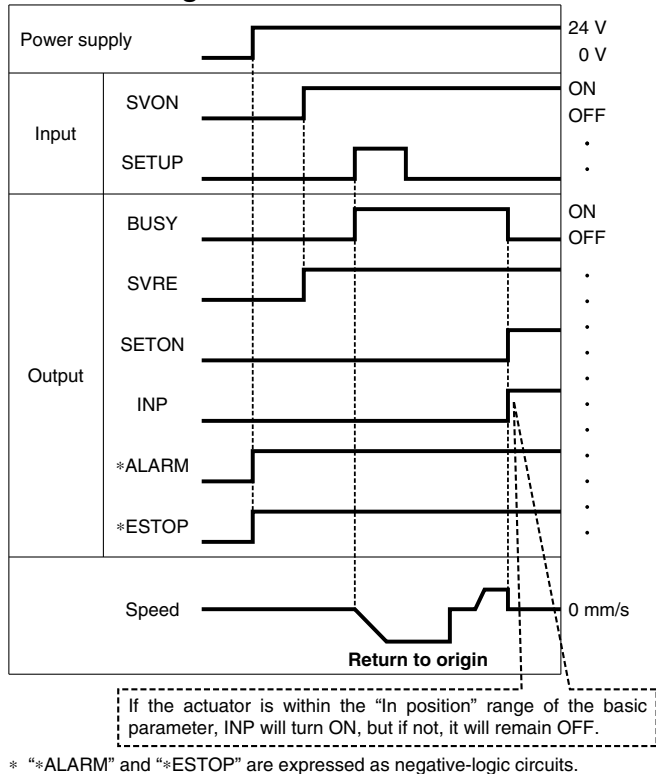 Power supply
24 V
0 V
Input
SVON
ON
OFF
SETUP
Output
BUSY
ON
OFF
SVRE
SETON
INP
∗ALARM
∗ESTOP
Speed
0 mm/s
Return to origin
If the actuator is within the “In position” range of the basic
parameter, INP will turn ON, but if not, it will remain OFF.
∗ “∗ALARM” and “∗ESTOP” are expressed as negative-logic circuits.